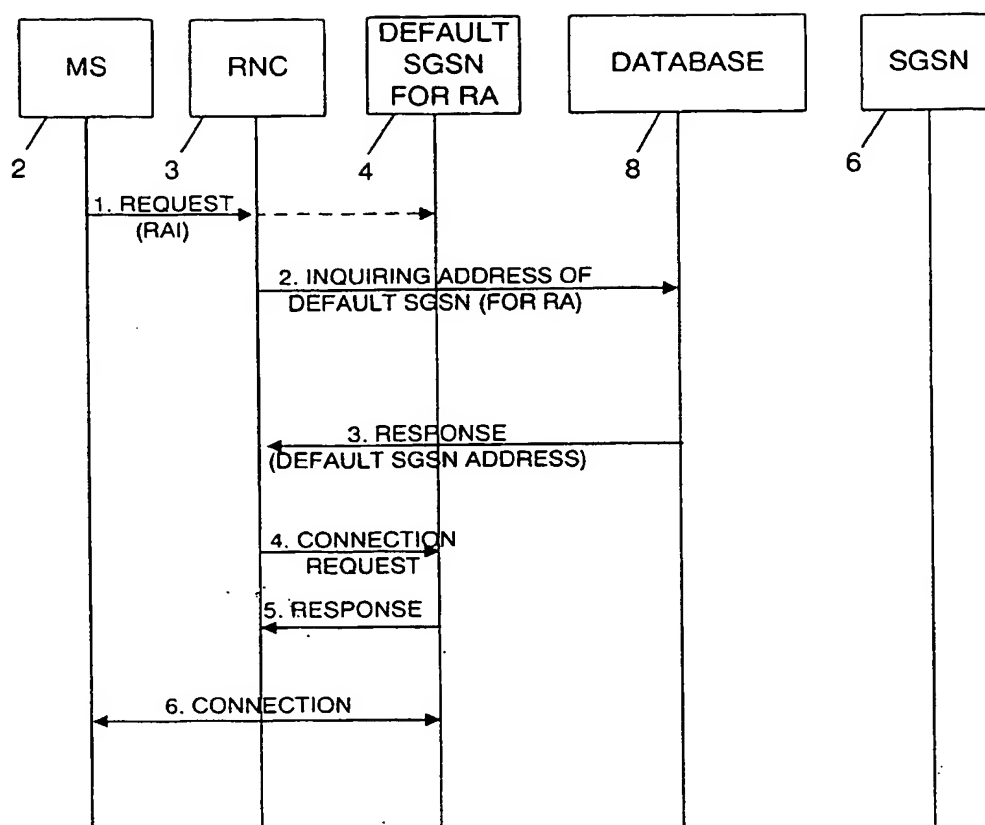 MS
RNC
DEFAULT
SGSN
FOR RA
DATABASE
SGSN
2
3
4
8
6
1. REQUEST
(RAI)
2. INQUIRING ADDRESS OF
DEFAULT SGSN (FOR RA)
3. RESPONSE
(DEFAULT SGSN ADDRESS)
4. CONNECTION
REQUEST
5. RESPONSE
6. CONNECTION